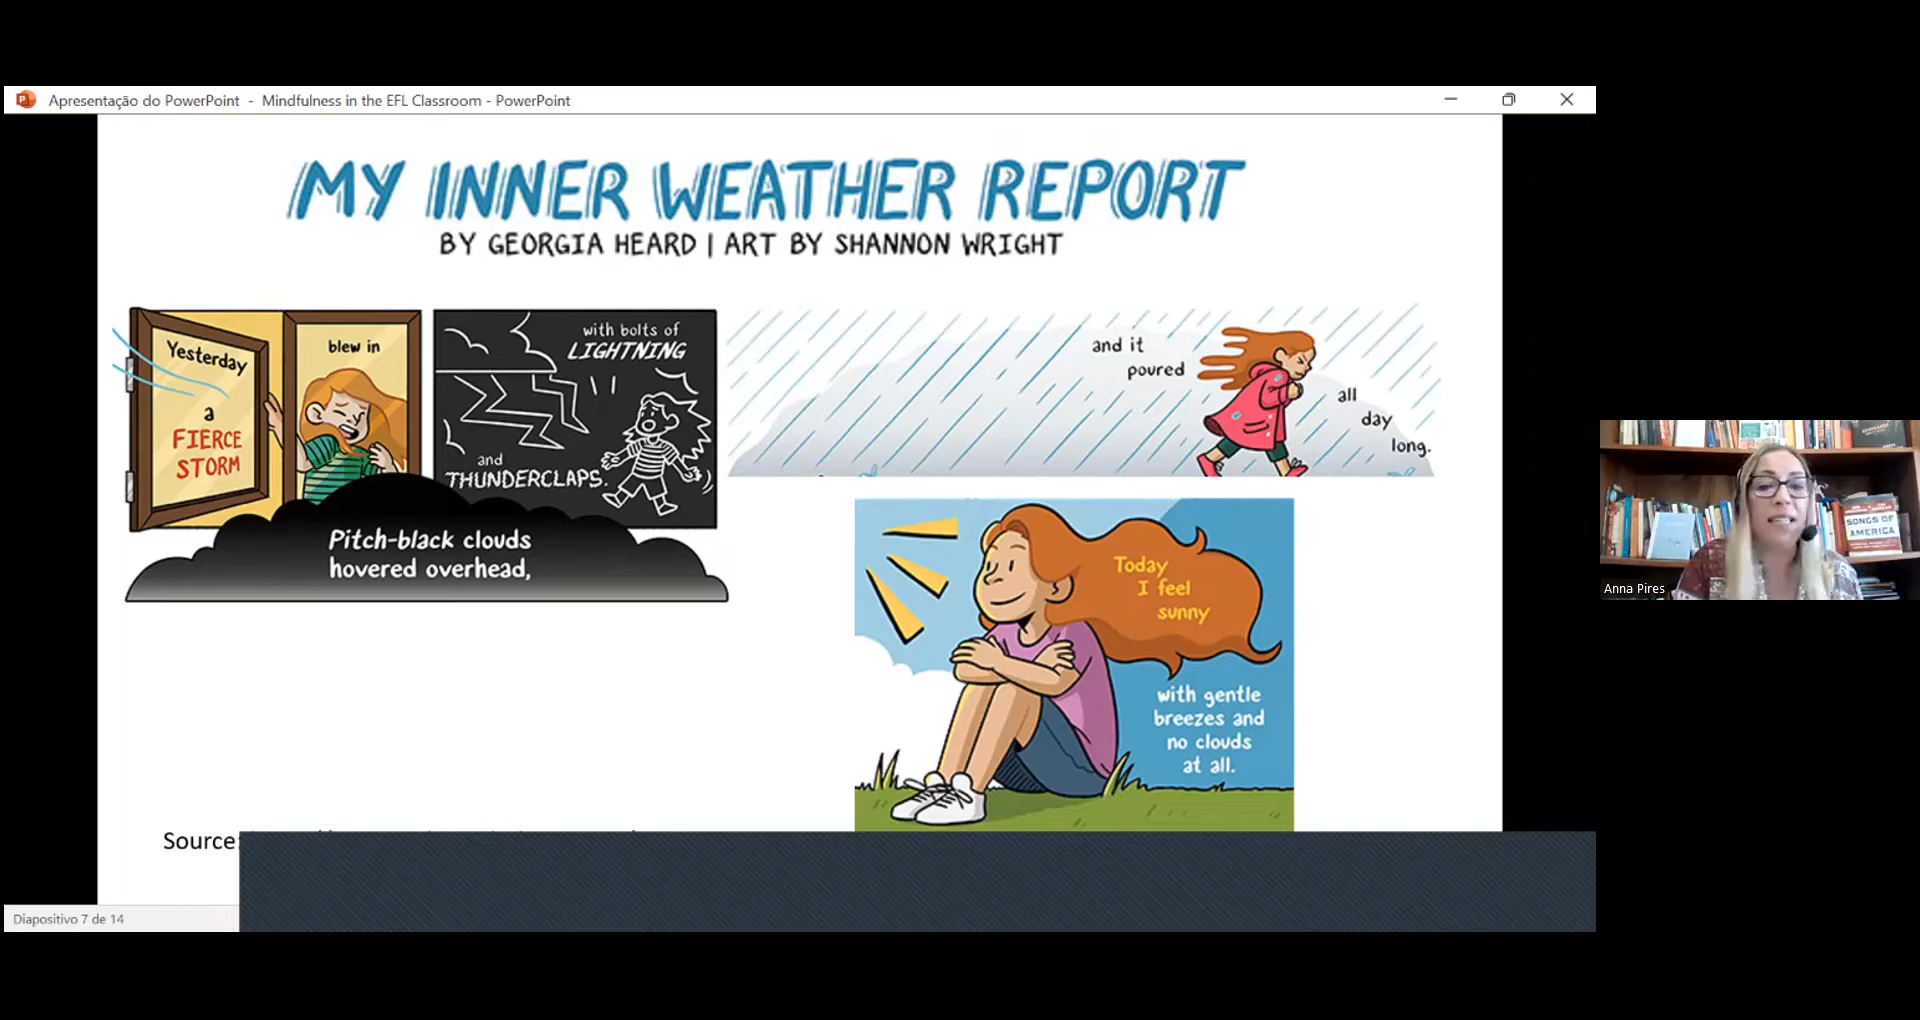 Apresentação do PowerPoint - Mindfulness in the EFL Classroom - PowerPoint
MY INNER WEATHER REPORT
BY GEORGIA HEARD | ART BY SHANNON WRIGHT
Yesterday
a
FIERCE
STORM
blew in
Pitch-black clouds
hovered overhead,
with bolts of
LIGHTNING
and
THUNDERCLAPS.
and it
poured
all
day
long.
Today
I feel
sunny
with gentle
breezes and
no clouds
at all.
Source:
Diapositivo 7 de 14
SONGS OF
AMERICA
Anna Pires